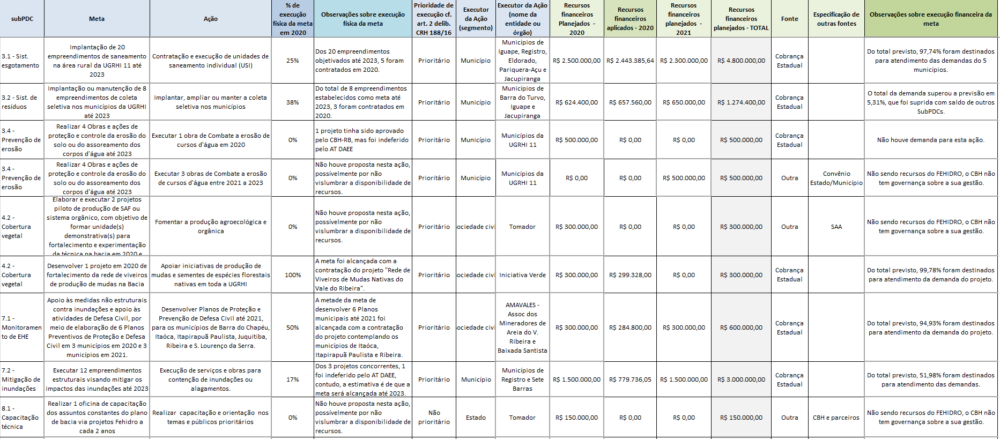 subPDC
Meta
Ação
% de
execução
física da meta
em 2020
Observações sobre execução
física da meta
Prioridade de
execução cf.
art. 2 delib.
CRH 188/16
Executor
da Ação
(segmento)
Executor da Ação
(nome da
entidade ou
órgão)
Recursos
financeiros
Planejados -
2020
Recursos
financeiros
aplicados - 2020
Recursos
financeiros
planejados -
2021
Recursos
financeiros
planejados - TOTAL
Fonte
Especificação de
outras fontes
Observações sobre execução financeira da
meta
3.1 - Sist.
esgotamento
Implantação de 20
empreendimentos de saneamento
na área rural da UGRHI 11 até
2023
Contratação e execução de unidades de
saneamento individual (USI)
25%
Dos 20 empreendimentos
objetivados até 2023, 5 foram
contratados em 2020.
Prioritário
Município
Municípios de
Iguape, Registro,
Eldorado,
Pariquera-Açu e
Jacupiranga
R$ 2.500.000,00
R$ 2.443.385,64
R$ 2.300.000,00
R$ 4.800.000,00
Cobrança
Estadual
Do total previsto, 97,74% foram destinados
para atendimento das demandas do 5
municípios.
3.2 - Sist. de
resíduos
Implantação ou manutenção de 8
empreendimentos de coleta
seletiva nos municípios da UGRHI
até 2023
Implantar, ampliar ou manter a coleta
seletiva nos municípios
38%
Do total de 8 empreendimentos
estabelecidos como meta até
2023, 3 foram contratados em
2020.
Prioritário
Município
Municípios de
Barra do Turvo,
Iguape e
Jacupiranga
R$ 624.400,00
R$ 657.560,00
R$ 650.000,00
R$ 1.274.400,00
Cobrança
Estadual
O total da demanda superou a previsão em
5,31%, que foi suprida com saldo de outros
SubPDCs.
3.4 -
Prevenção de
erosão
Realizar 4 Obras e ações de
proteção e controle da erosão do
solo ou do assoreamento dos
corpos d'água até 2023
Executar 1 obra de Combate a erosão de
cursos d'água em 2020
0%
1 projeto tinha sido aprovado
pelo CBH-RB, mas foi indeferido
pelo AT DAEE
Prioritário
Município
Municípios da
UGRHI 11
R$ 500.000,00
R$ 0,00
R$ 0,00
R$ 500.000,00
Cobrança
Estadual
Não houve demanda para esta ação.
3.4 -
Prevenção de
erosão
Realizar 4 Obras e ações de
proteção e controle da erosão do
solo ou do assoreamento dos
corpos d'água até 2023
Executar 3 obras de Combate a erosão
de cursos d'água entre 2021 a 2023
0%
Não houve proposta nesta ação,
possívelmente por não
vislumbrar a disponibilidade de
recursos.
Prioritário
Município
Municípios da
UGRHI 11
R$ 0,00
R$ 0,00
R$ 500.000,00
R$ 500.000,00
Outra
Convênio
Estado/Município
Não sendo recursos do FEHIDRO, o CBH não
tem governança sobre a sua gestão.
4.2 -
Cobertura
vegetal
Elaborar e executar 2 projetos
piloto de produção de SAF ou
sistema orgânico, com objetivo de
formar unidade(s)
demonstrativa(s) para
fortalecimento e experimentação
da técnica na bacia em 2020 e
Fomentar a produção agroecológica e
orgânica
0%
Não houve proposta nesta ação,
possívelmente por não
vislumbrar a disponibilidade de
recursos.
Prioritário
ociedade civi
Tomador
R$ 300.000,00
R$ 0,00
R$ 0,00
R$ 300.000,00
Outra
SAA
Não sendo recursos do FEHIDRO, o CBH não
tem governança sobre a sua gestão.
4.2 -
Cobertura
vegetal
Desenvolver 1 projeto em 2020 de
fortalecimento da rede de viveiros
de produção de mudas na Bacia
Apoiar iniciativas de produção de
mudas e sementes de espécies florestais
nativas em toda a UGRHI
100%
A meta foi alcançada com a
contratação do projeto "Rede de
Viveiros de Mudas Nativas do
Vale do Ribeira".
Prioritário
ociedade civi
Iniciativa Verde
R$ 300.000,00
R$ 299.328,00
R$ 0,00
R$ 300.000,00
Cobrança
Estadual
Do total previsto, 99,78% foram destinados
para atendimento da demanda do projeto.
7.1 -
Monitoramen
to de EHE
Apoio às medidas não estruturais
contra inundações e apoio às
atividades de Defesa Civil, por
meio de elaboração de 6 Planos
Preventivos de Proteção e Defesa
Civil em 3 municípios em 2020 e 3
municípios em 2021.
Desenvolver Planos de Proteção e
Prevenção de Defesa Civil até 2021,
para os municípios de Barra do Chapéu,
Itaóca, Itapirapuã Paulista, Juquitiba,
Ribeira e S. Lourenço da Serra.
50%
A metade da meta de
desenvolver 6 Planos
municipais até 2021 foi
alcançada com a contratação
do projeto contemplando os
municípios de Itaóca,
Itapirapuã Paulista e Ribeira.
Prioritário
ociedade civi
AMAVALES -
Assoc dos
Mineradores de
Areia do V.
Ribeira e
Baixada Santista
R$ 300.000,00
R$ 284.800,00
R$ 300.000,00
R$ 600.000,00
Cobrança
Estadual
Do total previsto, 94,93% foram destinados
para atendimento da demanda do projeto.
7.2 -
Mitigação de
inundações
Executar 12 empreendimentos
estruturais visando mitigar os
impactos das inundações até 2023
Execução de serviços e obras para
contenção de inundações ou
alagamentos.
17%
Dos 3 projetos concorrentes, 1
foi indeferido pelo AT DAEE,
contudo, a estimativa é de que a
meta será alcançada até 2023.
Prioritário
Município
Municípios de
Registro e Sete
Barras
R$ 1.500.000,00
R$ 779.736,05
R$ 1.500.000,00
R$ 3.000.000,00
Cobrança
Estadual
Do total previsto, 51,98% foram destinados
para atendimento das demandas.
8.1 -
Capacitação
técnica
Realizar 1 oficina de capacitação
dos assuntos constantes do plano
de bacia via projetos Fehidro a
cada 2 anos
Realizar capacitação e orientação nos
temas e públicos prioritários
0%
Não houve proposta nesta ação,
possívelmente por não
vislumbrar a disponibilidade de
recursos.
Não
prioritário
Estado
Tomador
R$ 150.000,00
R$ 0,00
R$ 0,00
R$ 150.000,00
Outra
CBH e parceiros
Não sendo recursos do FEHIDRO, o CBH não
tem governança sobre a sua gestão.